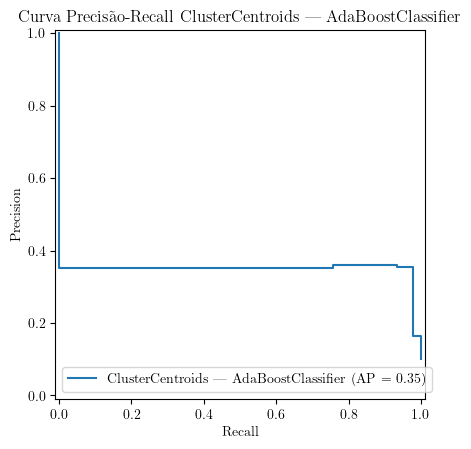 Curva Precisão-Recall ClusterCentroids — AdaBoostClassifier
1.0
0.8
0.6
0.4
0.2
0.0
Precision
ClusterCentroids — AdaBoostClassifier (AP = 0.35)
0.0 0.2 0.4 0.6 0.8 1.0
Recall